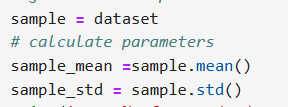 sample = dataset
# calculate parameters
sample_mean =sample.mean()
sample_std = sample.std()